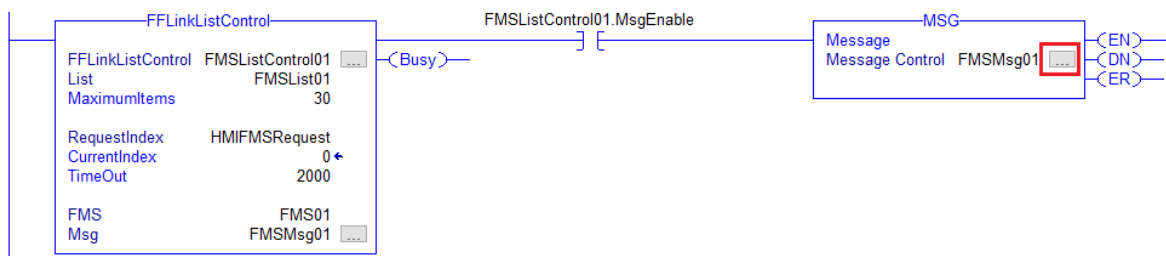 FFLinkListControl
FFLinkListControl FMSListControl01 ...
List FMSList01
MaximumItems 30
RequestIndex HMIFMSRequest
CurrentIndex 0
TimeOut 2000
FMS FMS01
Msg FMSMsg01 ...
Busy
FMSListControl01.MsgEnable
MSG
Message
Message Control FMSMsg01 ...
EN
DN
ER